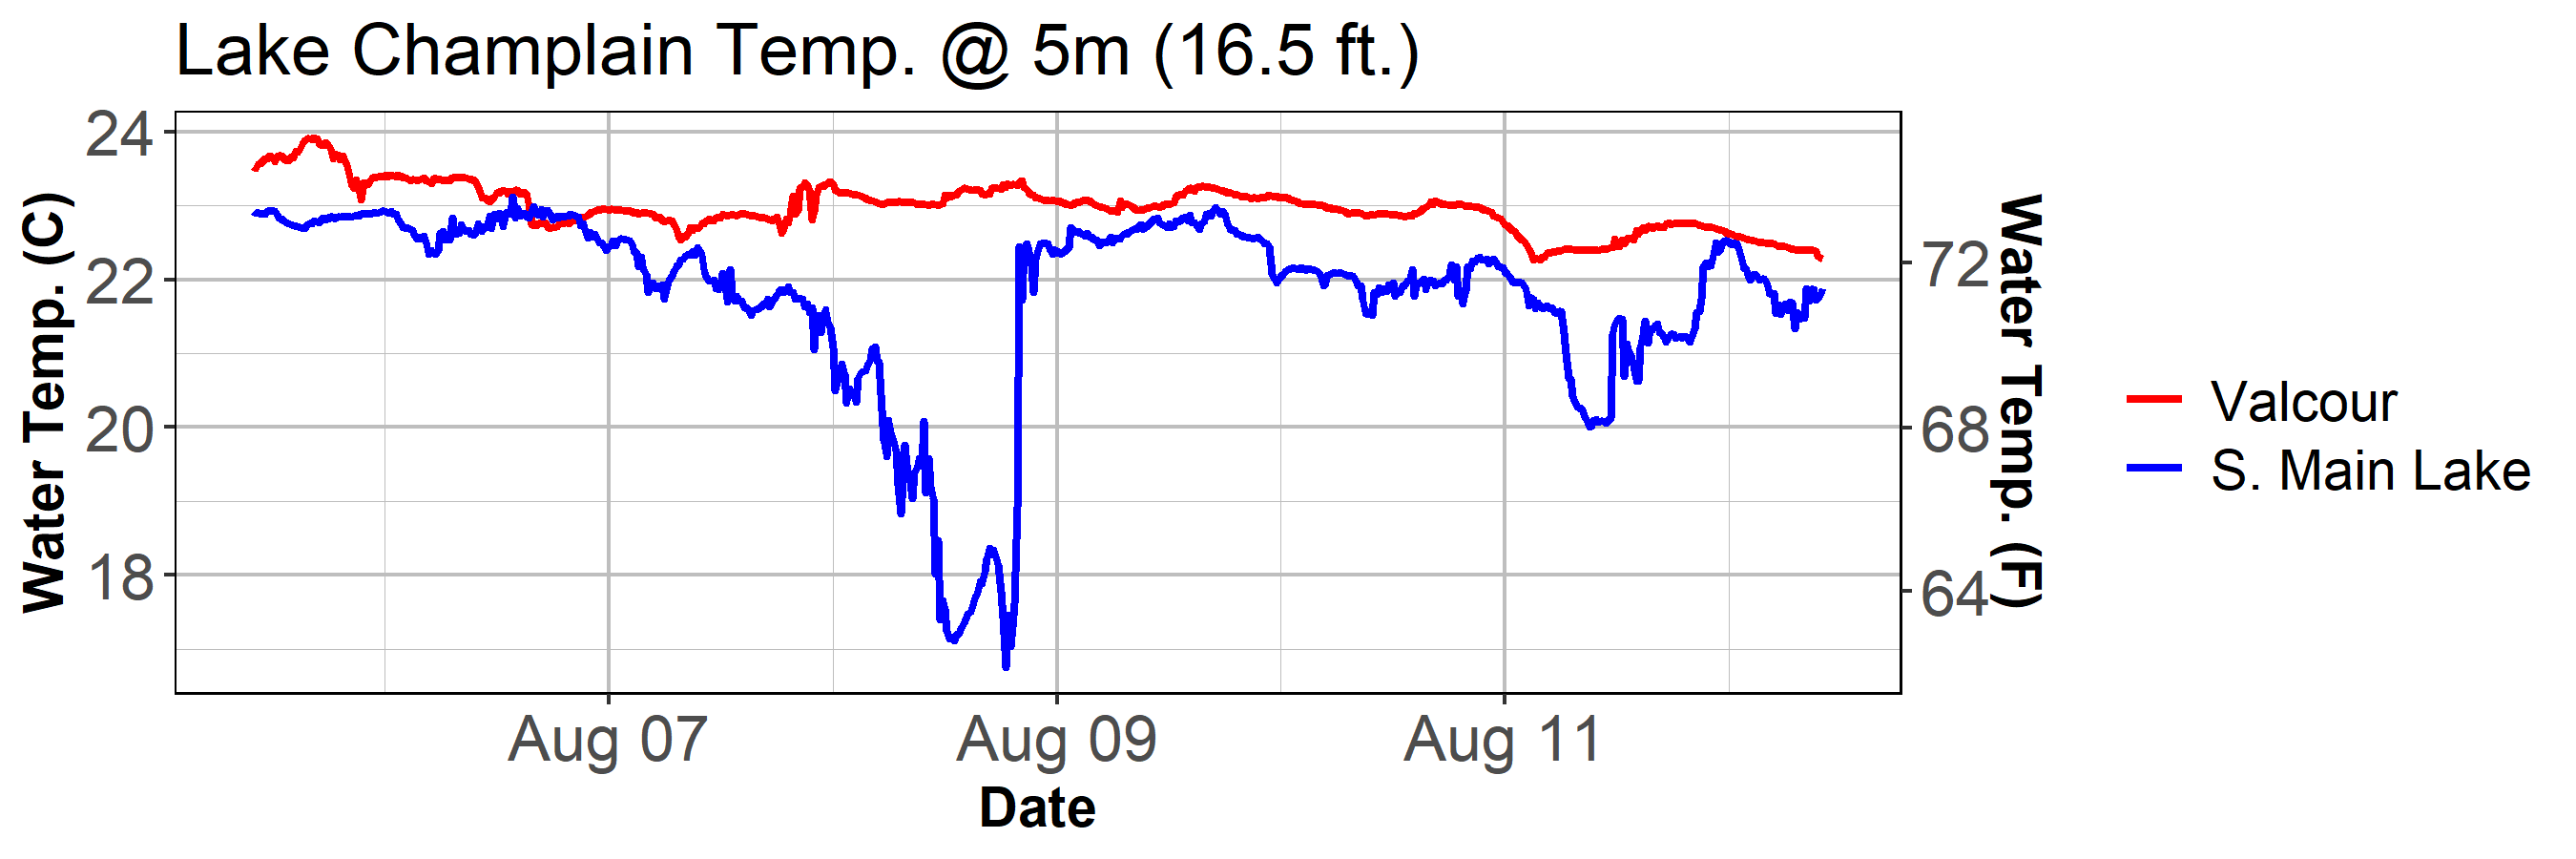 Lake Champlain Temp. @ 5m (16.5 ft.)
Water Temp. (C)
24
22
20
18
72
68
64
Water Temp. (F)
Aug 07
Aug 09
Aug 11
Date
Valcour
S. Main Lake